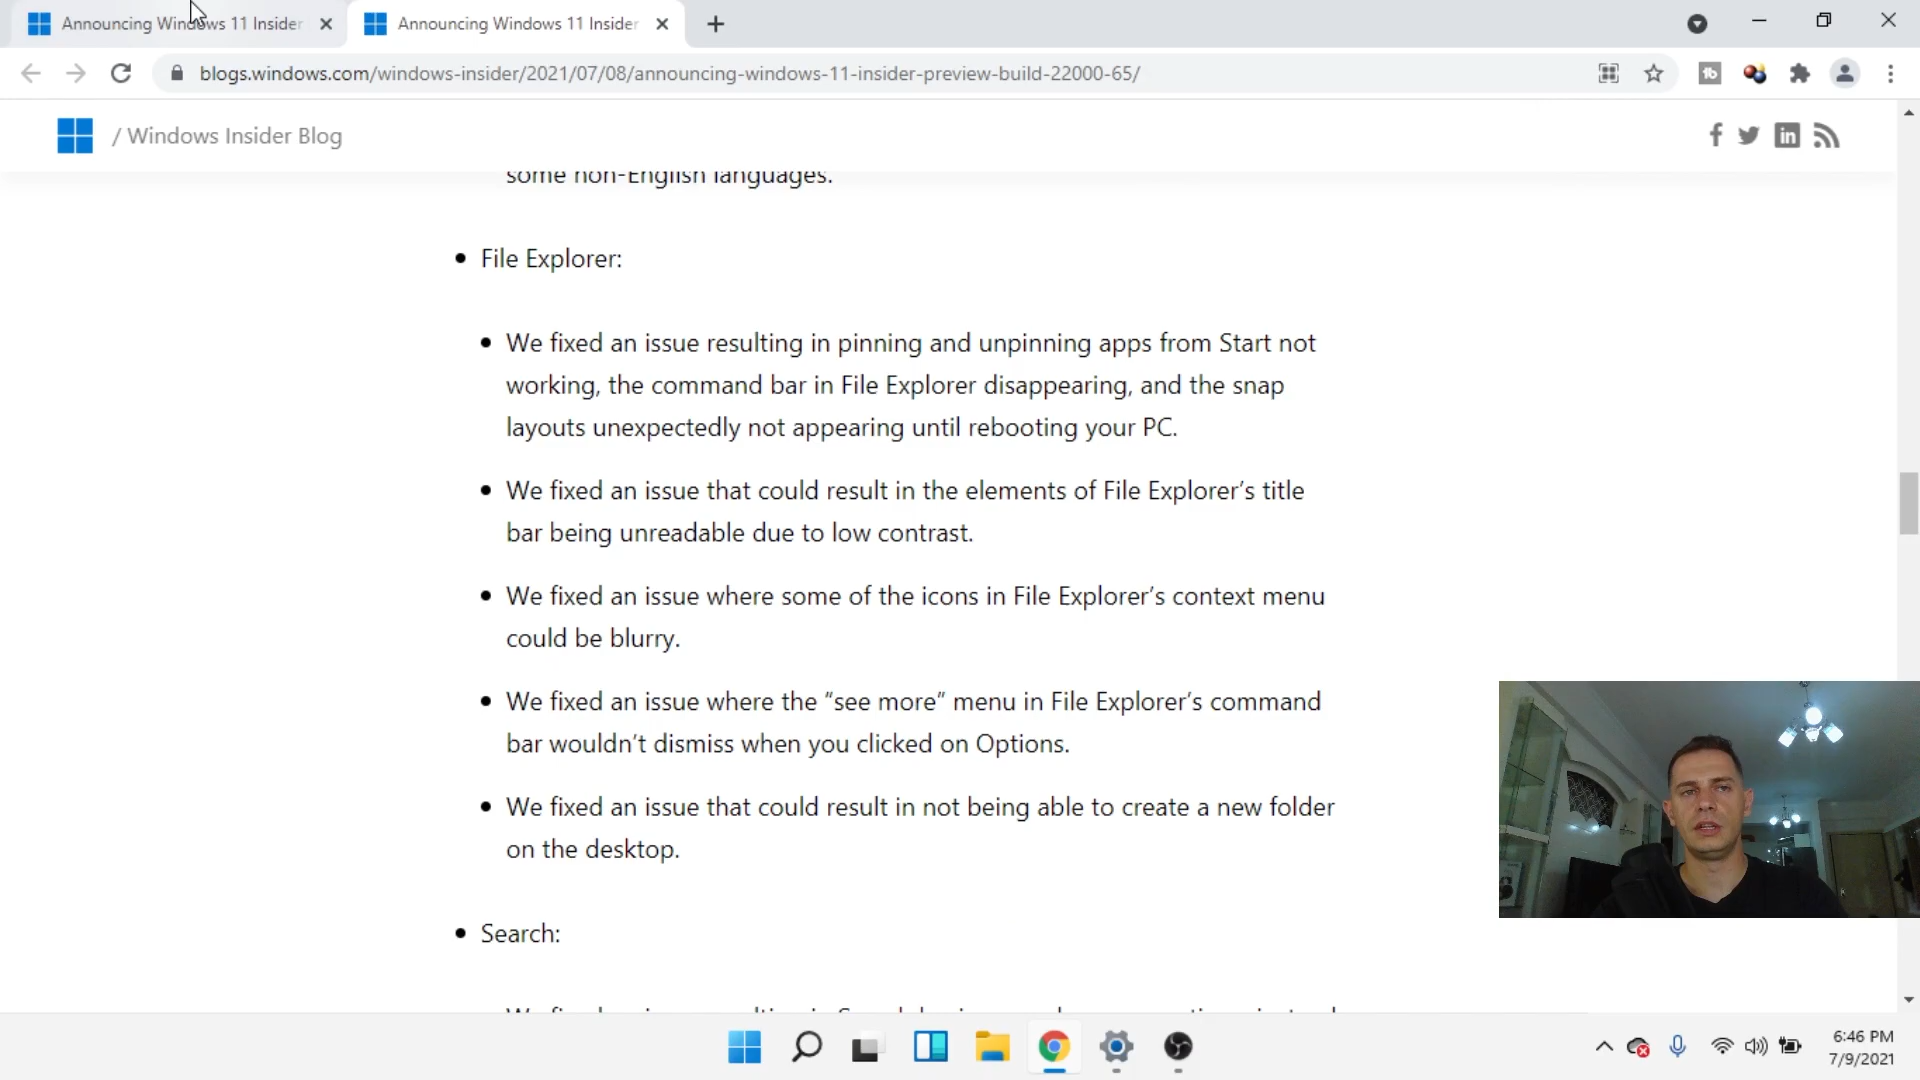 Announcing Windows 11 Insider
Announcing Windows 11 Insider
blogs.windows.com/windows-insider/2021/07/08/announcing-windows-11-insider-preview-build-22000-65/
/ Windows Insider Blog
some non-English languages.
File Explorer:
We fixed an issue resulting in pinning and unpinning apps from Start not
working, the command bar in File Explorer disappearing, and the snap
layouts unexpectedly not appearing until rebooting your PC.
We fixed an issue that could result in the elements of File Explorer’s title
bar being unreadable due to low contrast.
We fixed an issue where some of the icons in File Explorer’s context menu
could be blurry.
We fixed an issue where the “see more” menu in File Explorer’s command
bar wouldn’t dismiss when you clicked on Options.
We fixed an issue that could result in not being able to create a new folder
on the desktop.
Search:
6:46 PM
7/9/2021